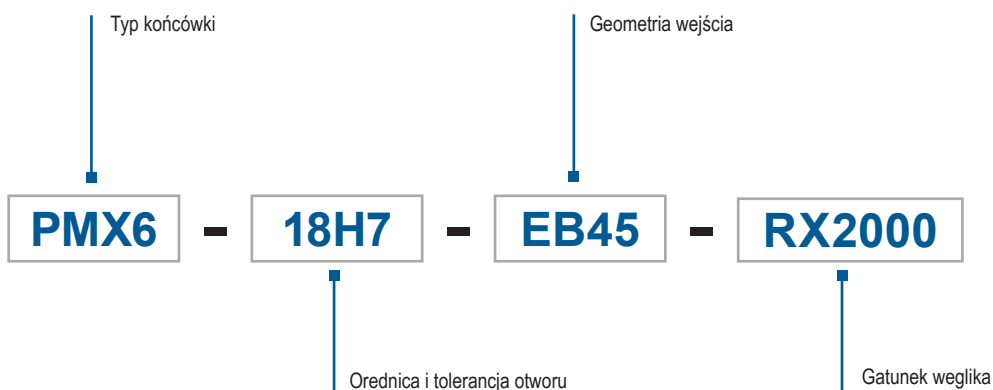 Typ końcówki
Geometria wejścia
PMX6 - 18H7 - EB45 - RX2000
Orednica i tolerancja otworu
Gatunek weglika